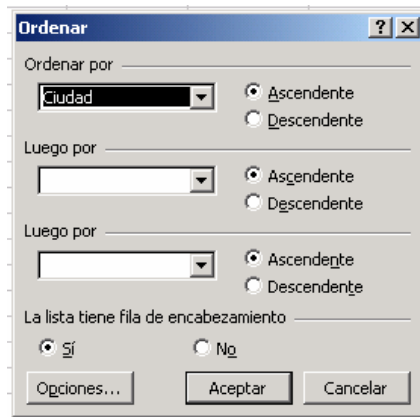 Ordenar
Ordenar por
Ciudad
Ascendente
Descendente
Luego por
Ascendente
Descendente
Luego por
Ascendente
Descendente
La lista tiene fila de encabezamiento
Sí No
Opciones... Aceptar Cancelar